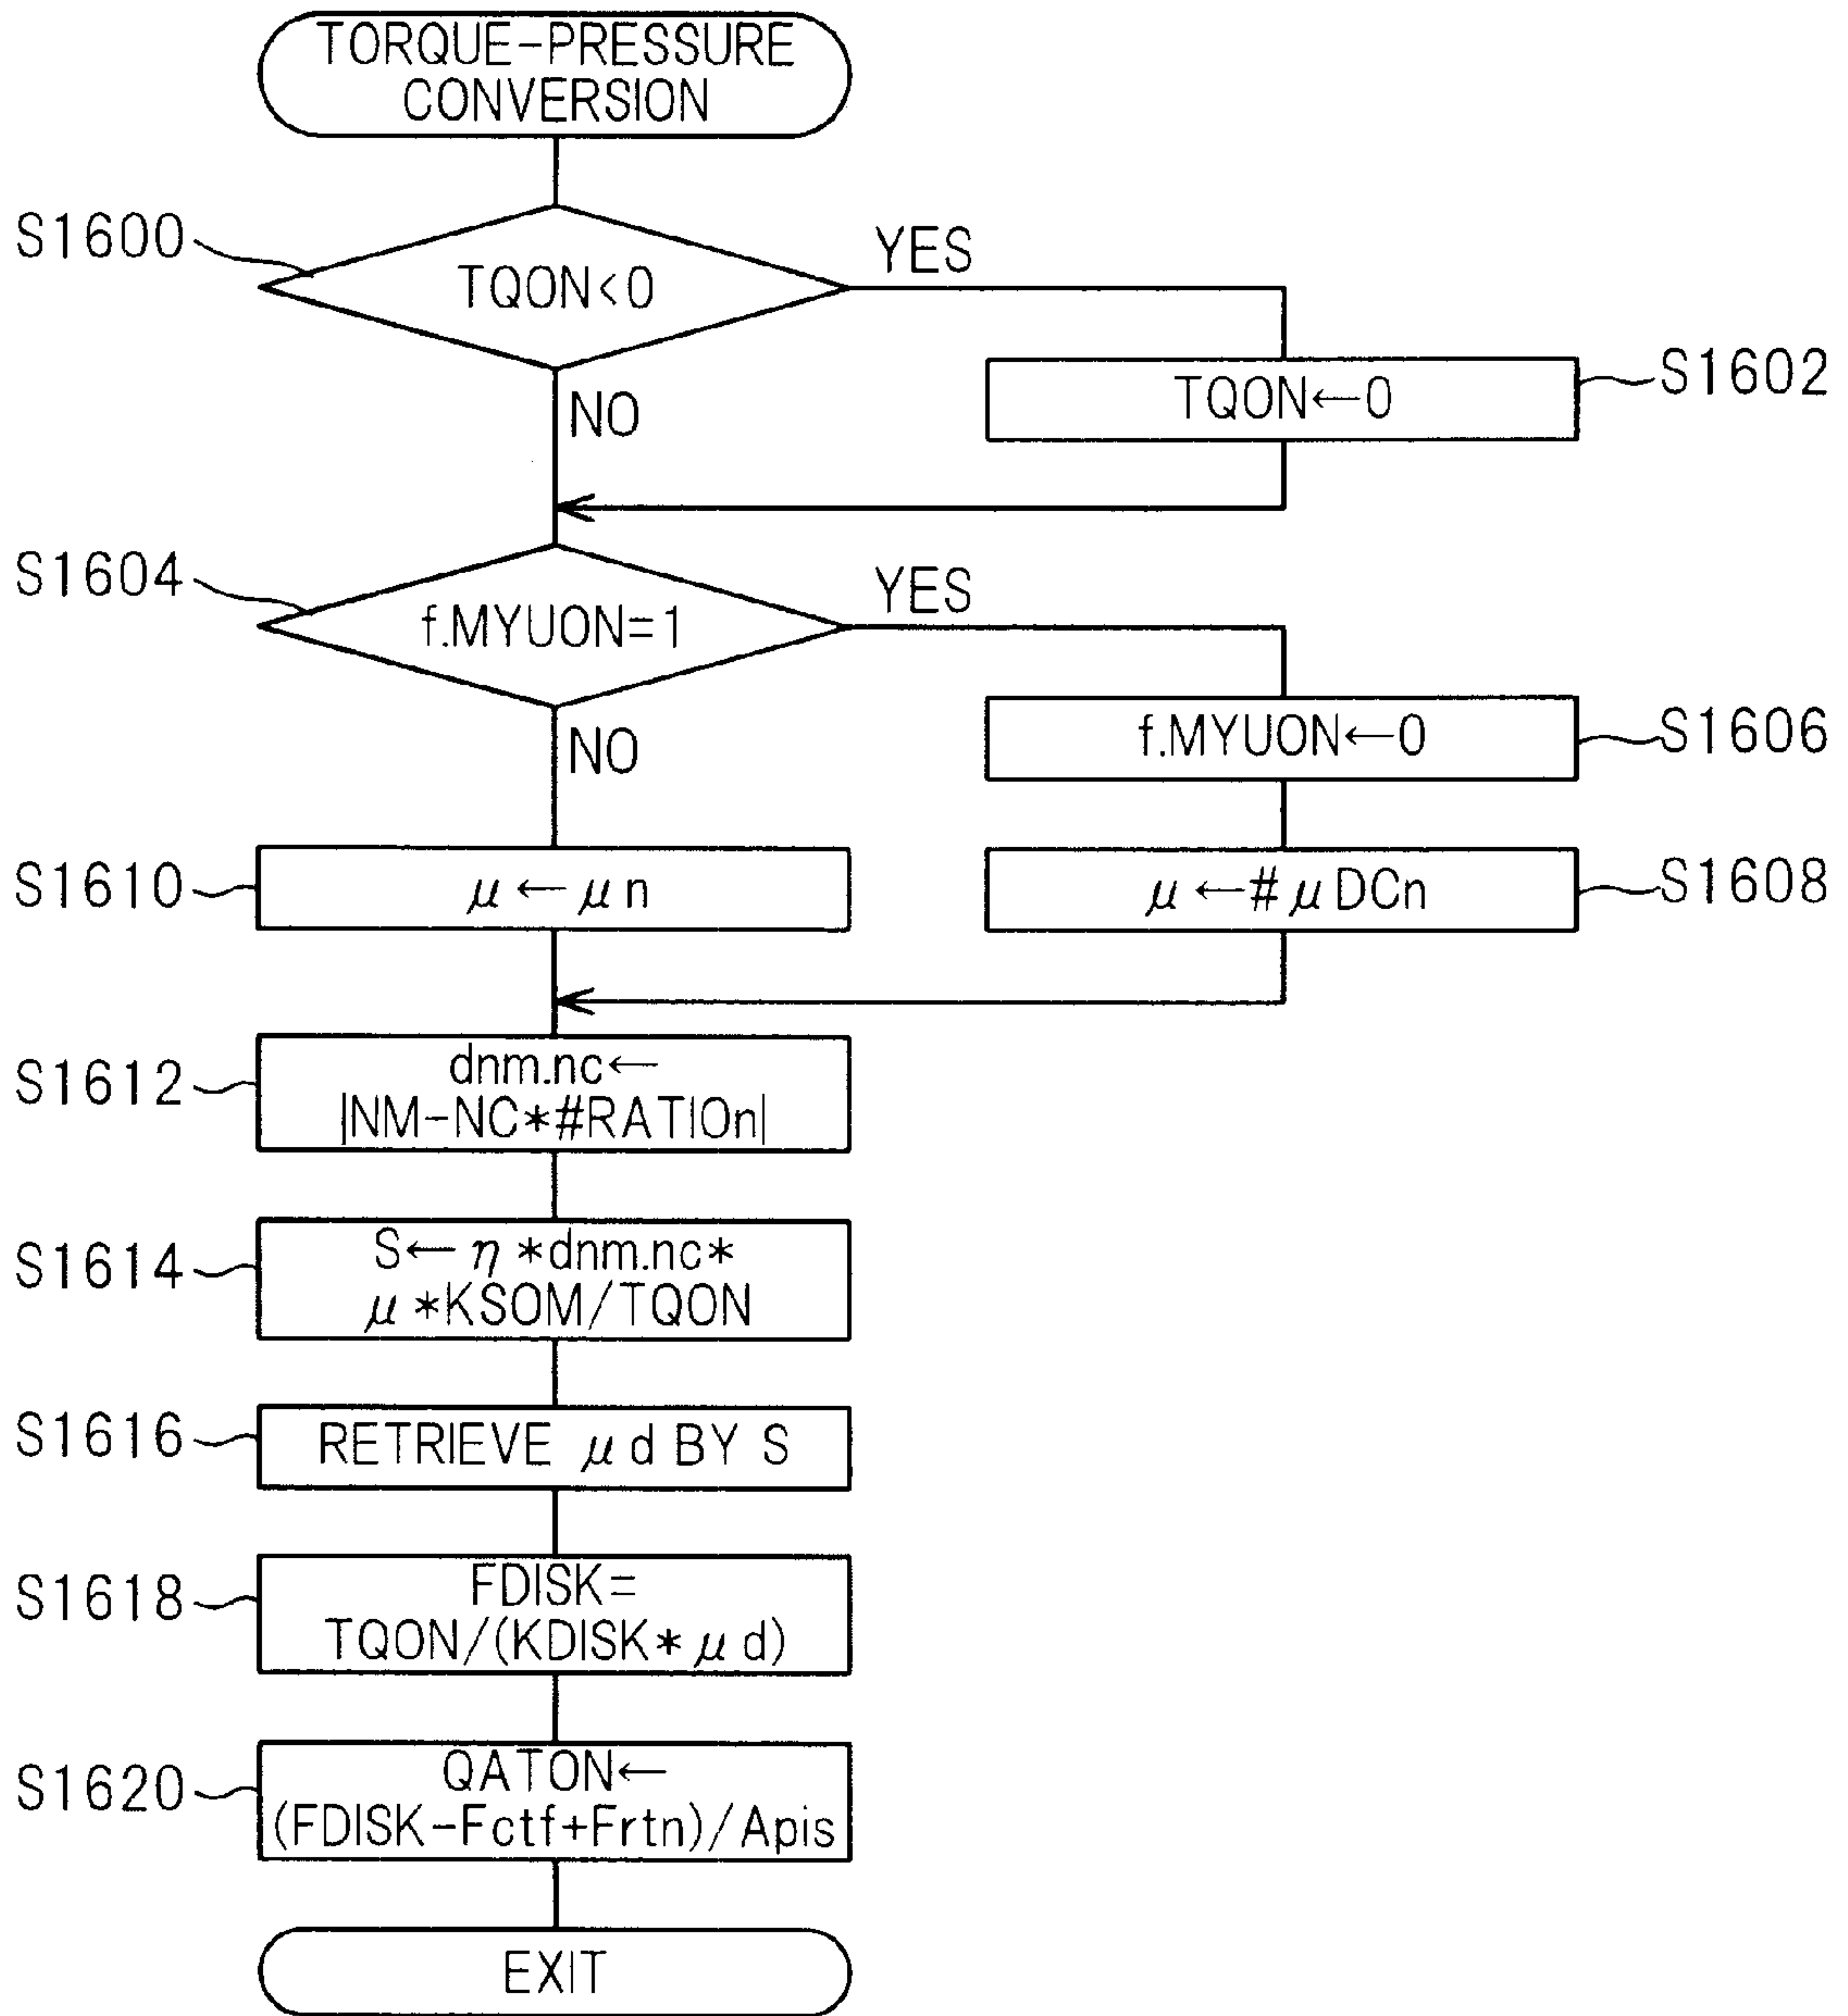 TORQUE-PRESSURE
CONVERSION
S1600
TQON<0
YES
NO
TQON←0
S1602
S1604
f.MYUON=1
YES
NO
f.MYUON←0
S1606
S1610
μ←μn
μ←#μDCn
S1608
S1612
dnm.nc←
|NM-NC*#RATIOn|
S1614
S←η*dnm.nc*
μ*KSOM/TQON
S1616
RETRIEVE μd BY S
S1618
FDISK=
TQON/(KDISK*μd)
S1620
QATON←
(FDISK-Fctf+Frtn)/Apis
EXIT